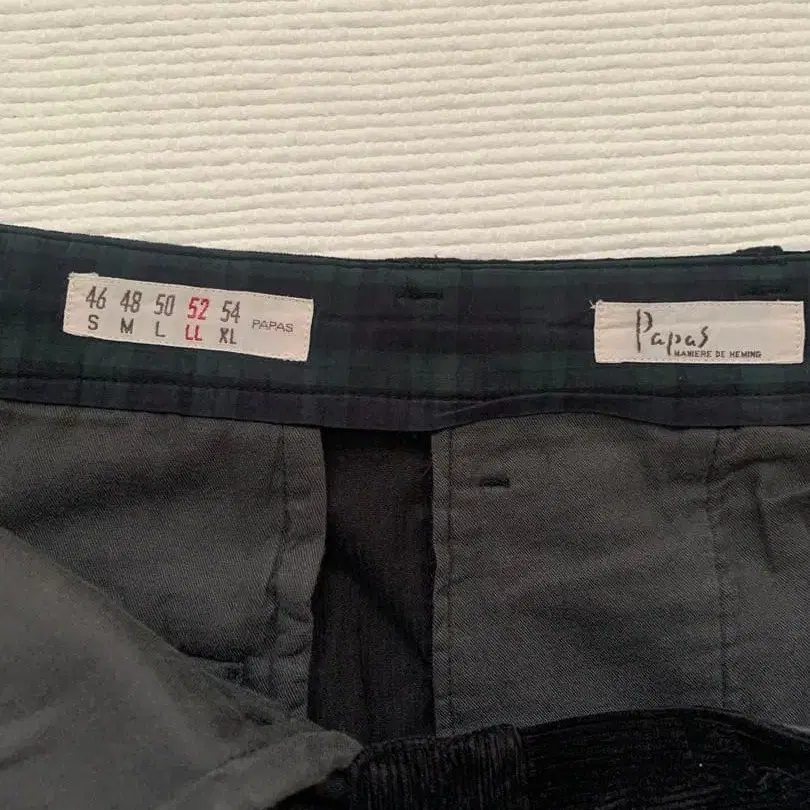 46 48 50 52 54
S M L LL XL
PAPAS
Papas
MANIERE DE HEMING